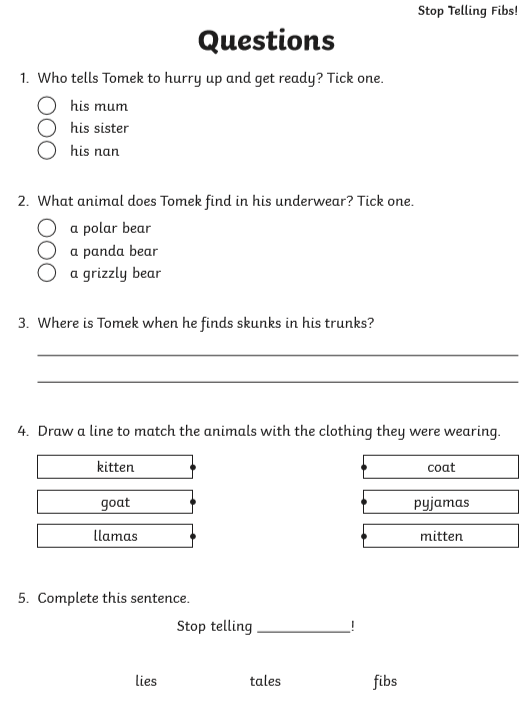 Stop Telling Fibs!
Questions
1. Who tells Tomek to hurry up and get ready? Tick one.
his mum
his sister
his nan
2. What animal does Tomek find in his underwear? Tick one.
a polar bear
a panda bear
a grizzly bear
3. Where is Tomek when he finds skunks in his trunks?
4. Draw a line to match the animals with the clothing they were wearing.
kitten coat
goat pyjamas
llamas mitten
5. Complete this sentence.
Stop telling ___________!
lies tales fibs